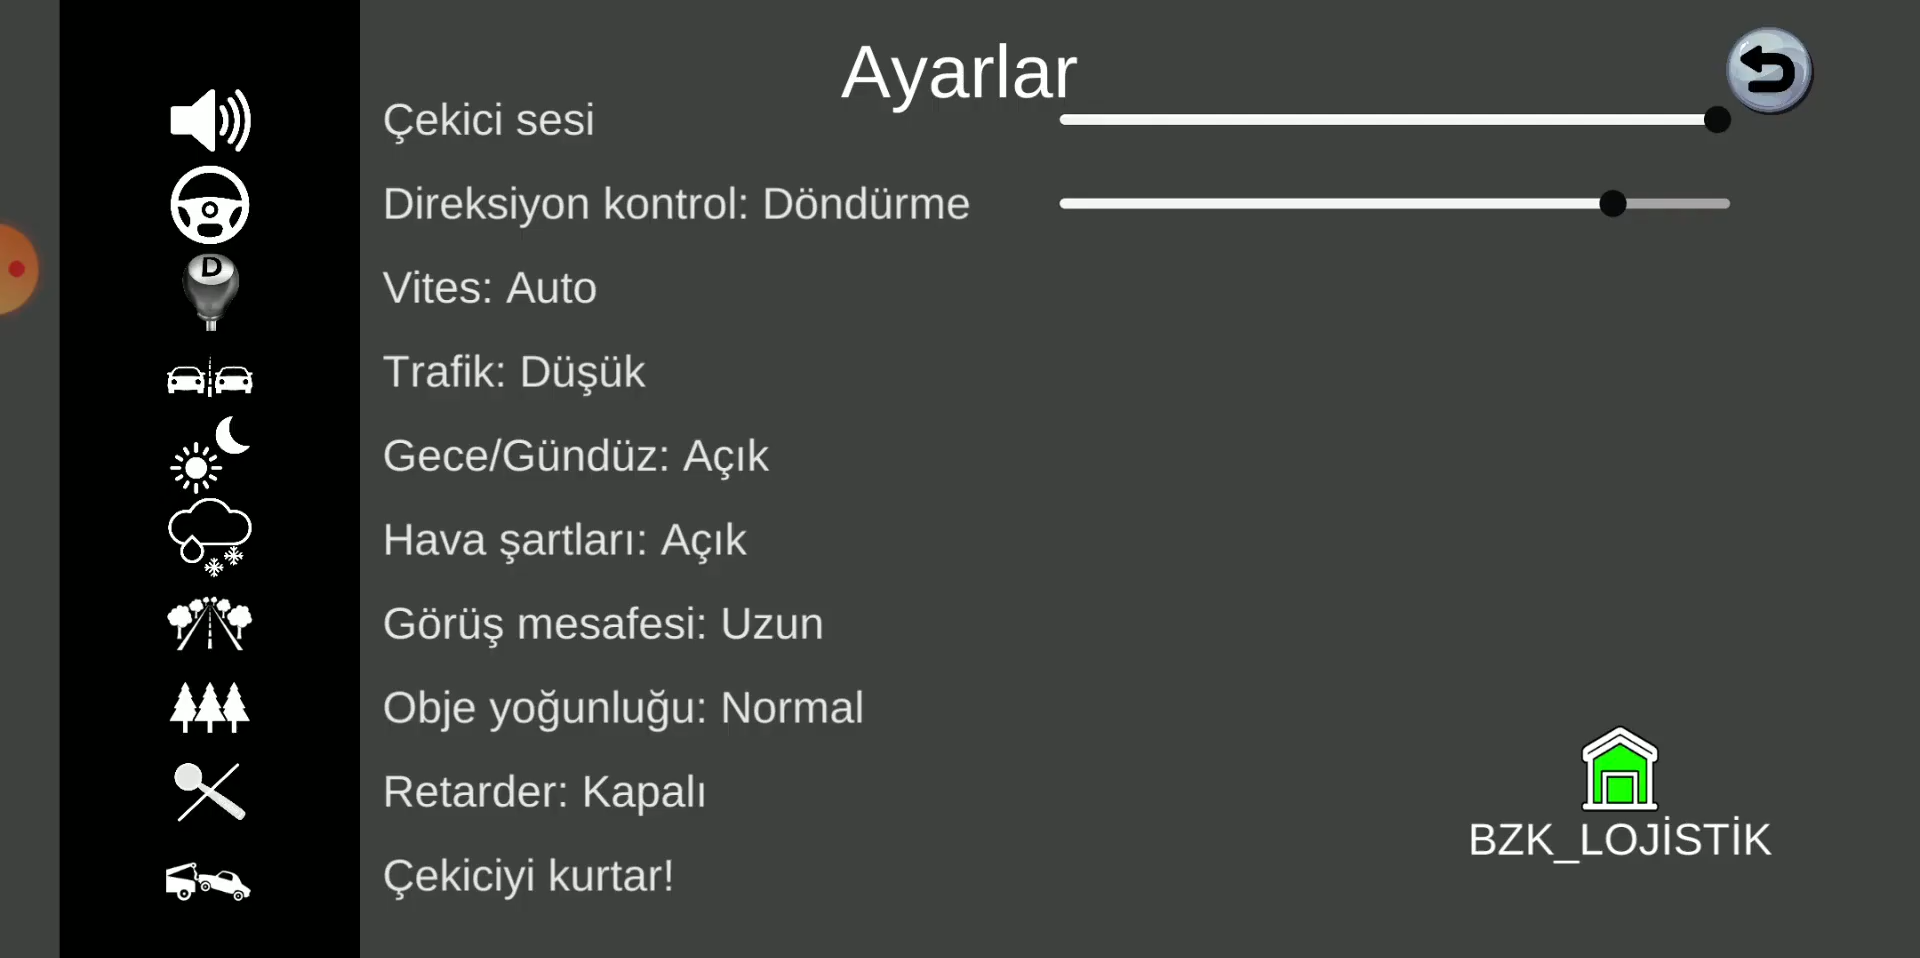 Ayarlar
Çekici sesi
Direksiyon kontrol: Döndürme
D
Vites: Auto
Trafik: Düşük
Gece/Gündüz: Açık
Hava şartları: Açık
Görüş mesafesi: Uzun
Obje yoğunluğu: Normal
Retarder: Kapalı
BZK_LOJİSTİK
Çekiciyi kurtar!